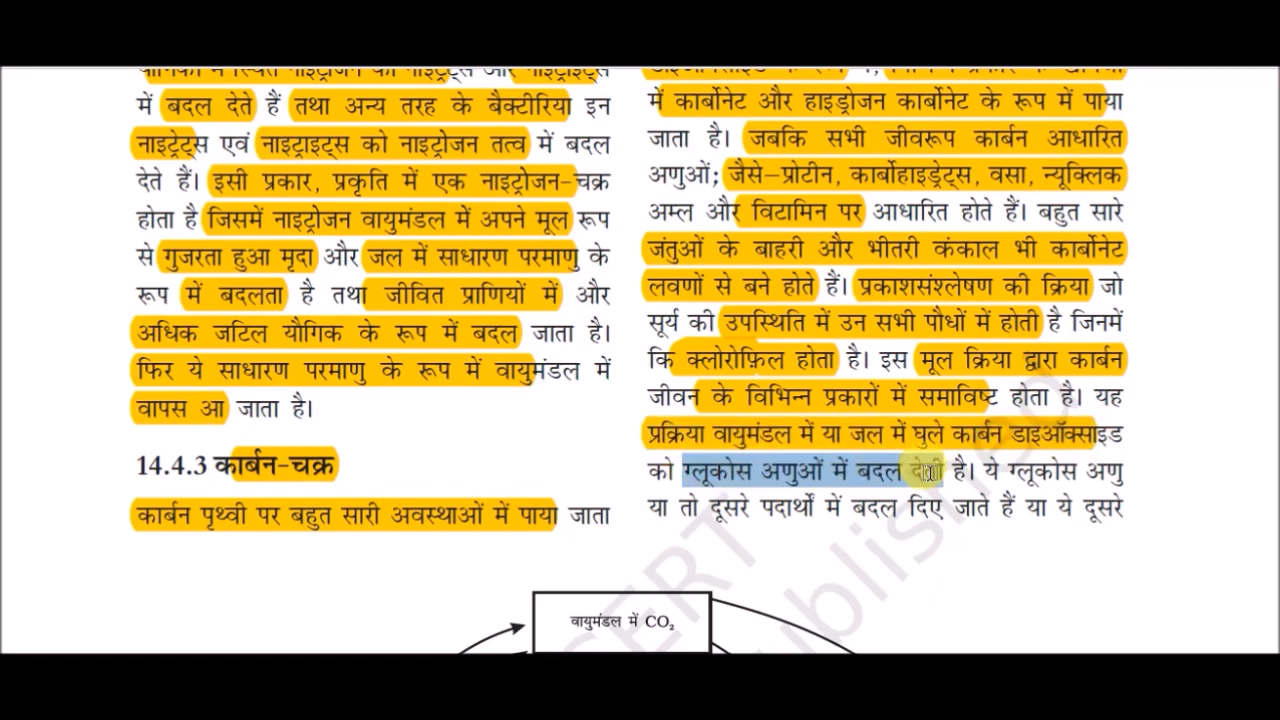 में बदल देते हैं तथा अन्य तरह के बैक्टीरिया इन
नाइट्रेट्स एवं नाइट्राइट्स को नाइट्रोजन तत्व में बदल
देते हैं। इसी प्रकार, प्रकृति में एक नाइट्रोजन-चक्र
होता है जिसमें नाइट्रोजन वायुमंडल में अपने मूल रूप
से गुजरता हुआ मृदा और जल में साधारण परमाणु के
रूप में बदलता है तथा जीवित प्राणियों में और
अधिक जटिल यौगिक के रूप में बदल जाता है।
फिर ये साधारण परमाणु के रूप में वायुमंडल में
वापस आ जाता है।
14.4.3 कार्बन-चक्र
कार्बन पृथ्वी पर बहुत सारी अवस्थाओं में पाया जाता
में कार्बोनेट और हाइड्रोजन कार्बोनेट के रूप में पाया
जाता है। जबकि सभी जीवरूप कार्बन आधारित
अणुओं; जैसे–प्रोटीन, कार्बोहाइड्रेट्स, वसा, न्यूक्लिक
अम्ल और विटामिन पर आधारित होते हैं। बहुत सारे
जंतुओं के बाहरी और भीतरी कंकाल भी कार्बोनेट
लवणों से बने होते हैं। प्रकाशसंश्लेषण की क्रिया जो
सूर्य की उपस्थिति में उन सभी पौधों में होती है जिनमें
कि क्लोरोफ़िल होता है। इस मूल क्रिया द्वारा कार्बन
जीवन के विभिन्न प्रकारों में समाविष्ट होता है। यह
प्रक्रिया वायुमंडल में या जल में घुले कार्बन डाइऑक्साइड
को ग्लूकोस अणुओं में बदल देती है। ये ग्लूकोस अणु
या तो दूसरे पदार्थों में बदल दिए जाते हैं या ये दूसरे
वायुमंडल में CO₂